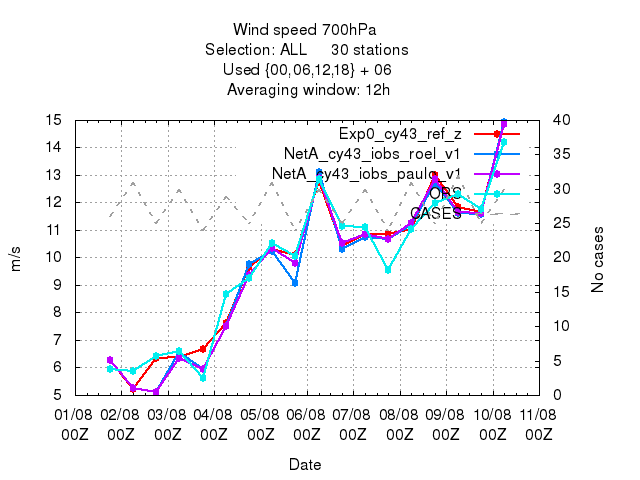 Wind speed 700hPa
Selection: ALL 30 stations
Used {00,06,12,18} + 06
Averaging window: 12h
Exp0_cy43_ref_z
NetA_cy43_iobs_roel_v1
NetA_cy43_iobs_paulo_v1
OBS
CASES
15
14
13
12
11
10
9
8
7
6
5
m/s
40
35
30
25
20
15
10
5
0
No cases
01/08 02/08 03/08 04/08 05/08 06/08 07/08 08/08 09/08 10/08 11/08
00Z 00Z 00Z 00Z 00Z 00Z 00Z 00Z 00Z 00Z 00Z
Date